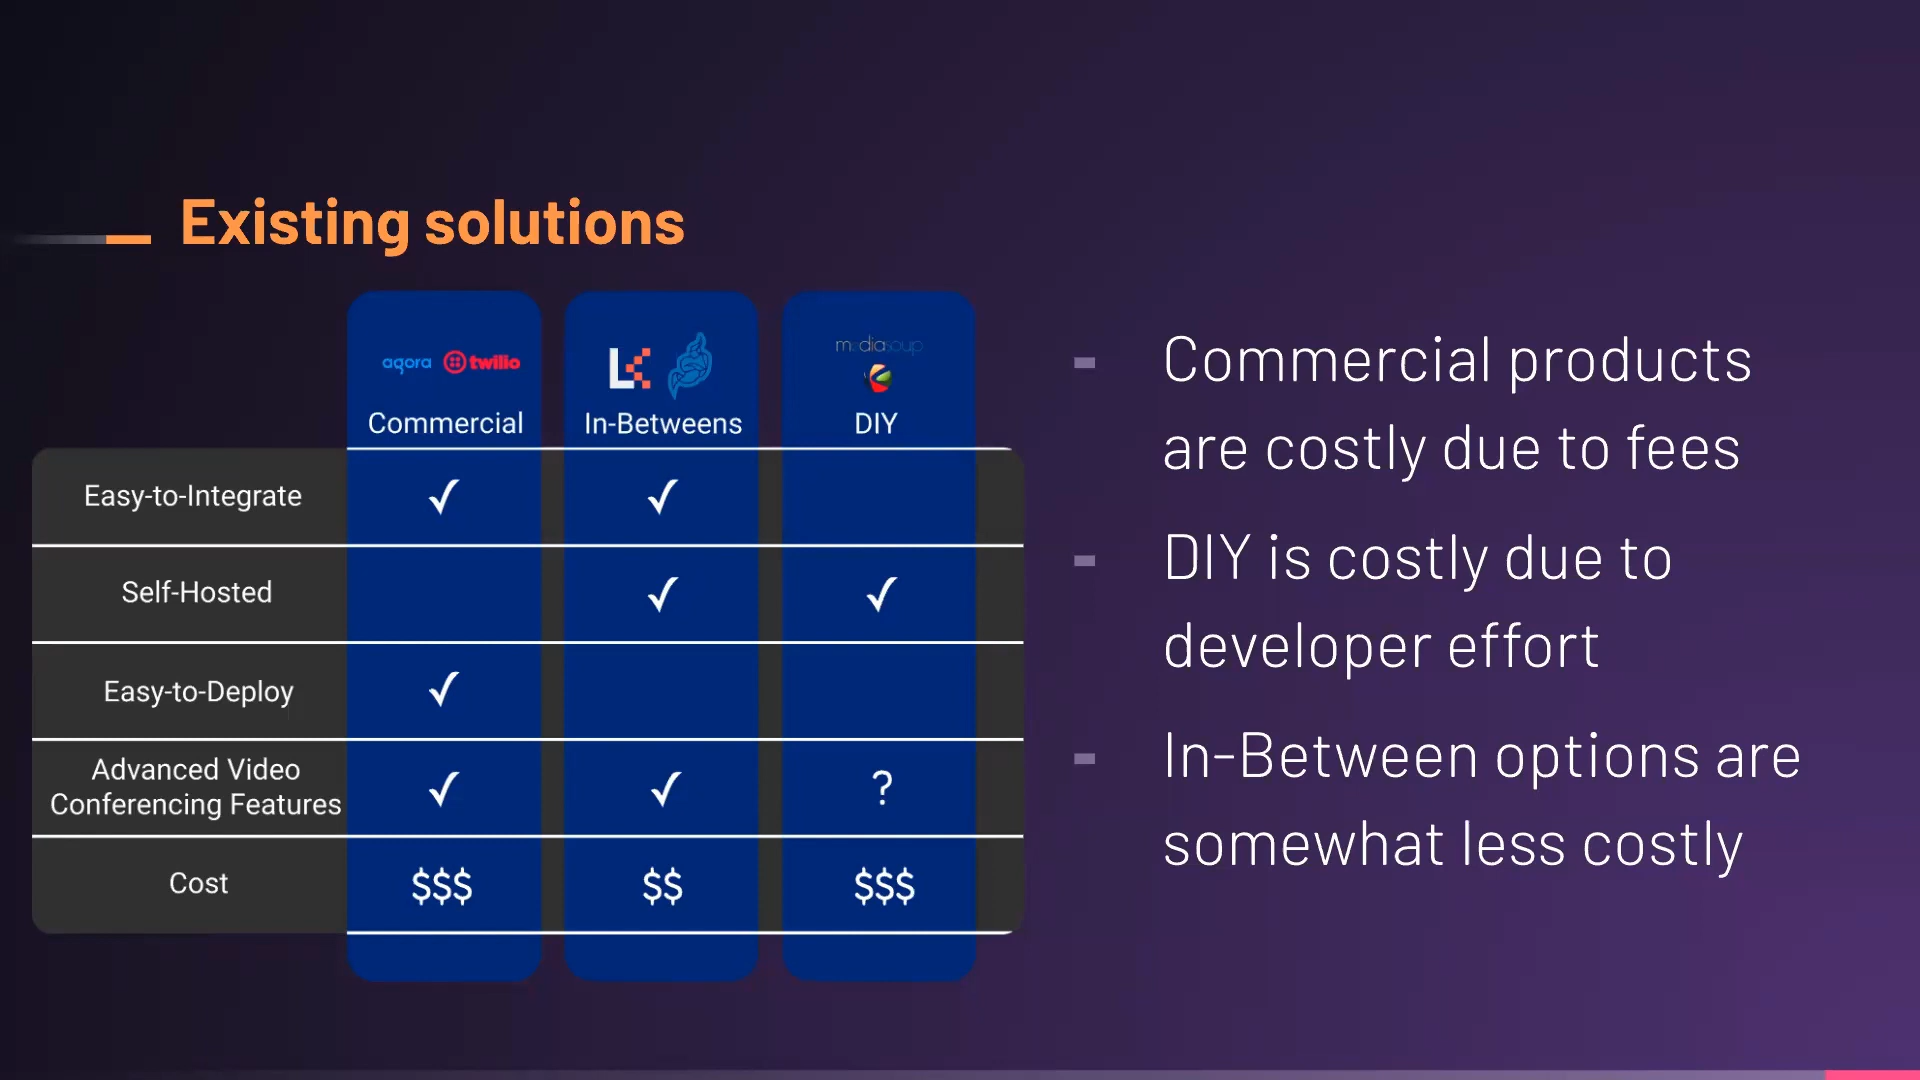 Existing solutions
agora twilio
mediasoup
Commercial In-Betweens DIY
Easy-to-Integrate ✓ ✓
Self-Hosted ✓ ✓
Easy-to-Deploy ✓
Advanced Video
Conferencing Features ✓ ✓ ?
Cost $$$ $$ $$$
- Commercial products
are costly due to fees
- DIY is costly due to
developer effort
- In-Between options are
somewhat less costly